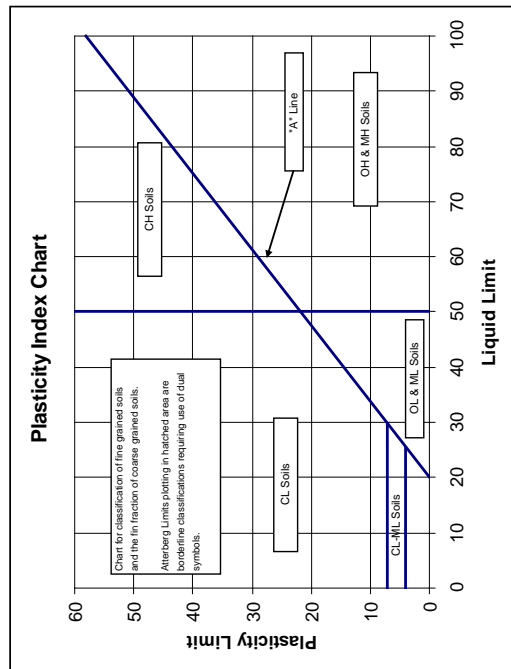 Plasticity Index Chart
Chart for classification of fine grained soils
and the fin fraction of coarse grained soils.
Atterberg Limits plotting in hatched area are
borderline classifications requiring use of dual
symbols.
CH Soils
"A" Line
CL Soils
OH & MH Soils
CL-ML Soils
OL & ML Soils
Plasticity Limit
60
50
40
30
20
10
0
0
10
20
30
40
50
60
70
80
90
100
Liquid Limit